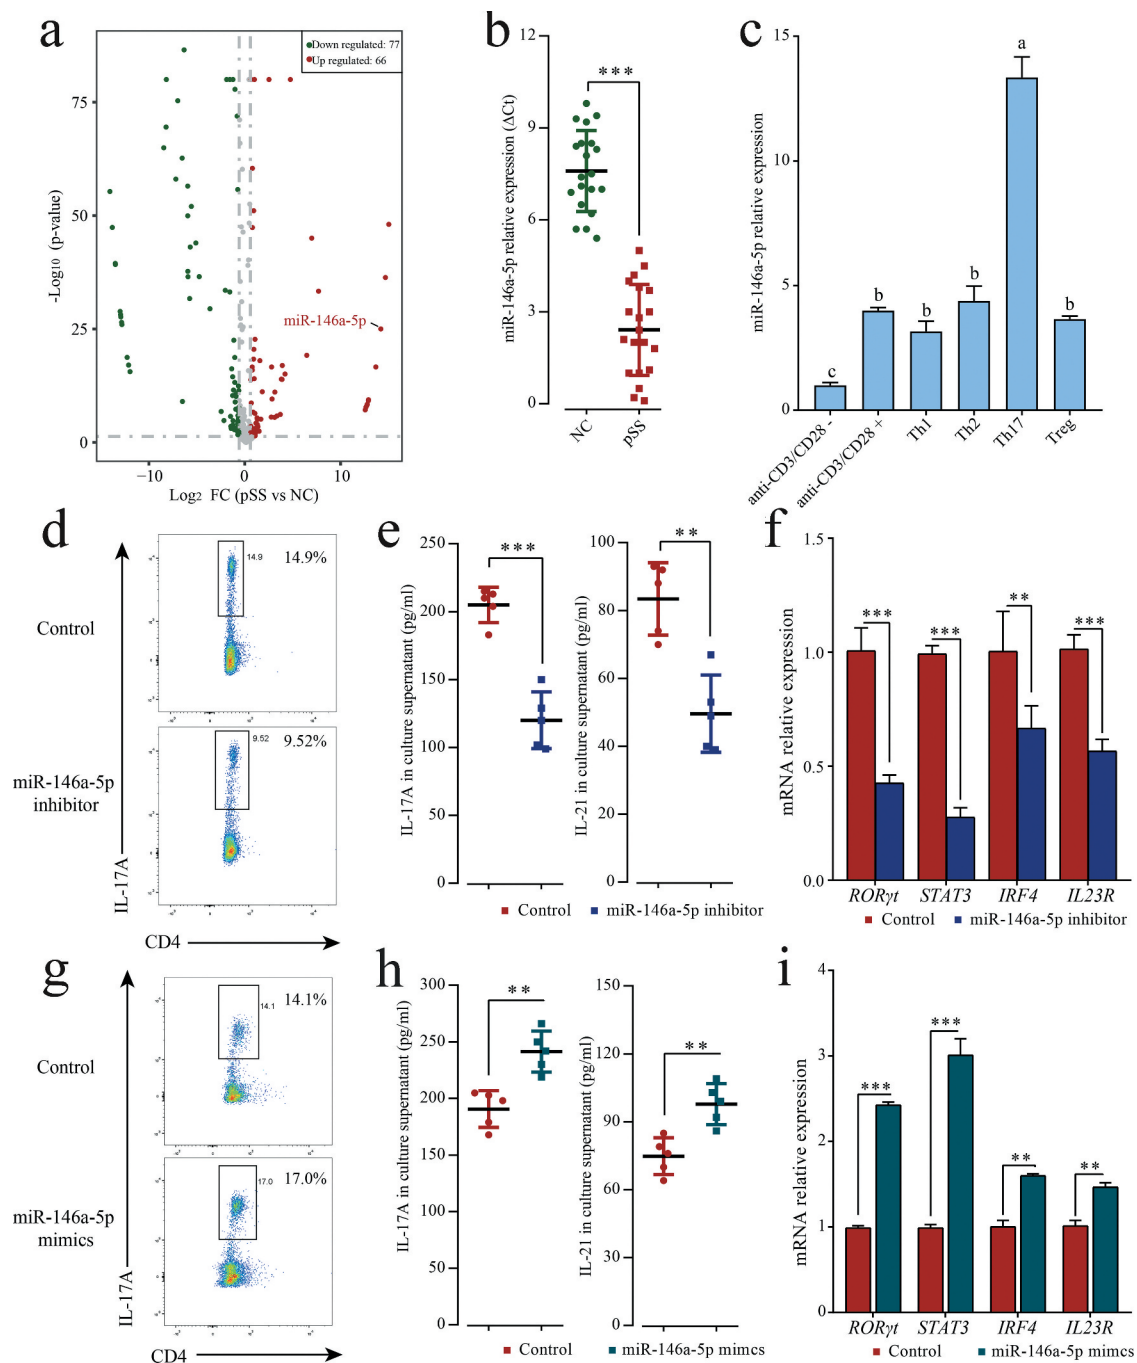 a
Down regulated: 77
Up regulated: 66
75
50
25
0
-Log10 (p-value)
miR-146a-5p
−10
0
10
Log2 FC (pSS vs NC)
b
12
9
6
3
0
miR-146a-5p relative expression (ΔCt)
***
NC
pSS
c
15
10
5
0
miR-146a-5p relative expression
c
b
b
b
a
b
anti-CD3/CD28 -
anti-CD3/CD28 +
Th1
Th2
Th17
Treg
d
Control
14.9
14.9%
miR-146a-5p
inhibitor
9.52
9.52%
IL-17A
CD4
e
250
200
150
100
50
0
IL-17A in culture supernatant (pg/ml)
***
100
80
60
40
20
0
IL-21 in culture supernatant (pg/ml)
**
Control
miR-146a-5p inhibitor
f
1.5
1.0
0.5
0.0
mRNA relative expression
***
***
**
***
RORγt
STAT3
IRF4
IL23R
Control
miR-146a-5p inhibitor
g
Control
14.1
14.1%
miR-146a-5p
mimics
17.0
17.0%
IL-17A
CD4
h
300
250
200
150
100
50
0
IL-17A in culture supernatant (pg/ml)
**
150
120
90
60
30
0
IL-21 in culture supernatant (pg/ml)
**
Control
miR-146a-5p mimcs
i
4
3
2
1
0
mRNA relative expression
***
***
**
**
RORγt
STAT3
IRF4
IL23R
Control
miR-146a-5p mimcs